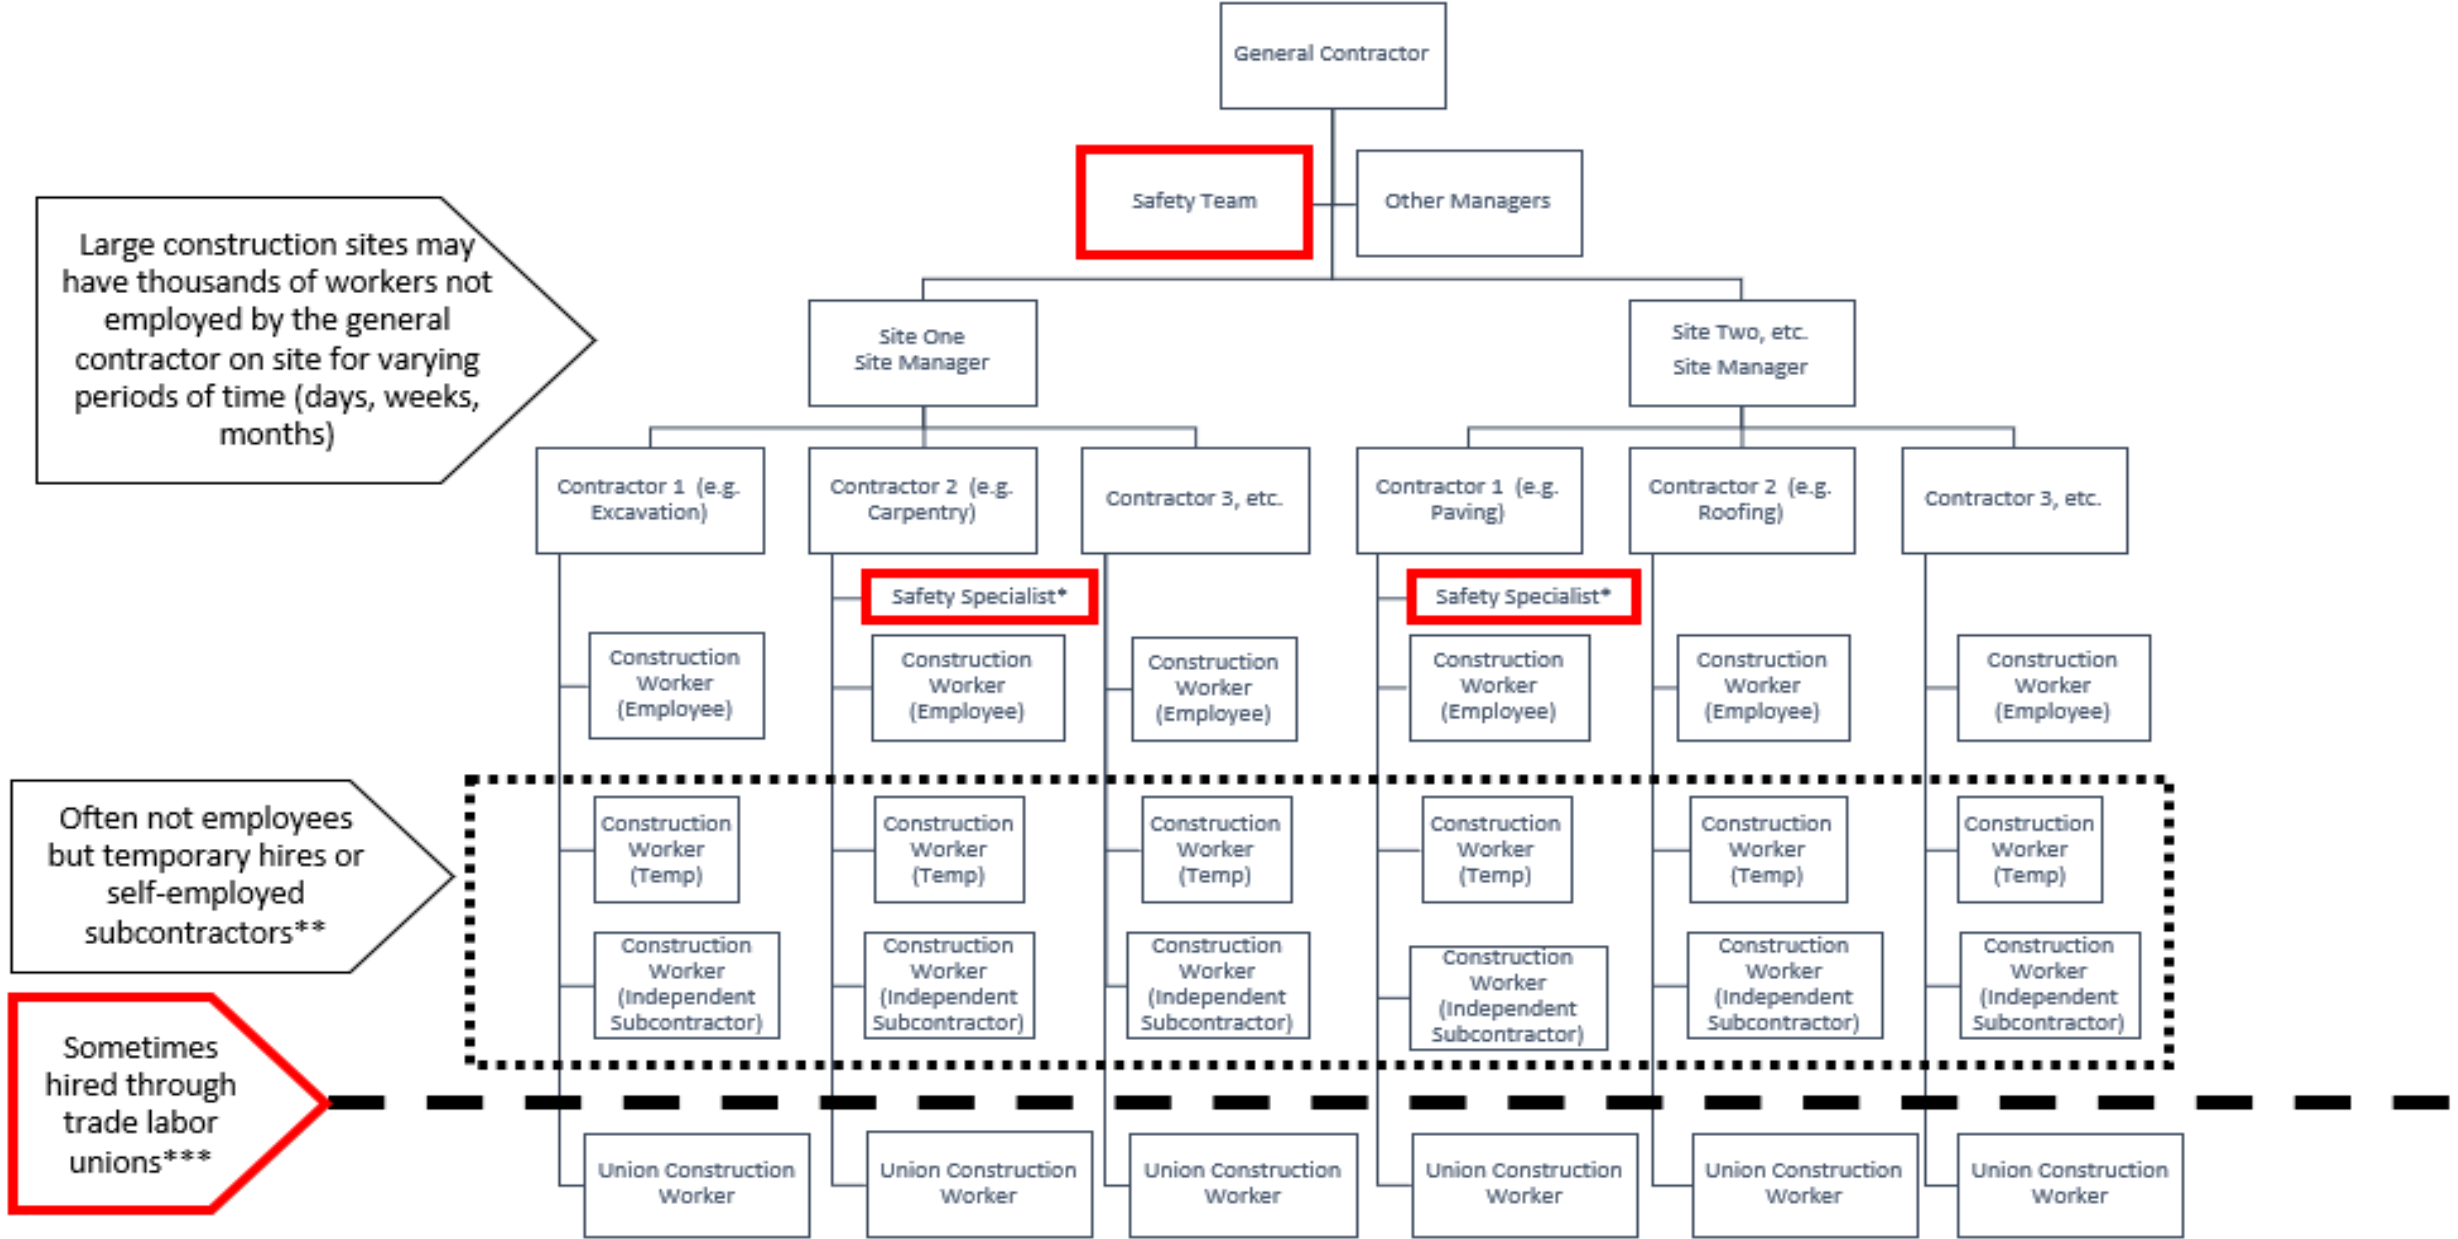 General Contractor
Safety Team
Other Managers
Large construction sites may
have thousands of workers not
employed by the general
contractor on site for varying
periods of time (days, weeks,
months)
Site One
Site Manager
Site Two, etc.
Site Manager
Contractor 1 (e.g.
Excavation)
Contractor 2 (e.g.
Carpentry)
Contractor 3, etc.
Contractor 1 (e.g.
Paving)
Contractor 2 (e.g.
Roofing)
Contractor 3, etc.
Safety Specialist*
Safety Specialist*
Construction
Worker
(Employee)
Construction
Worker
(Employee)
Construction
Worker
(Employee)
Construction
Worker
(Employee)
Construction
Worker
(Employee)
Construction
Worker
(Employee)
Often not employees
but temporary hires or
self-employed
subcontractors**
Construction
Worker
(Temp)
Construction
Worker
(Temp)
Construction
Worker
(Temp)
Construction
Worker
(Temp)
Construction
Worker
(Temp)
Construction
Worker
(Temp)
Construction
Worker
(Independent
Subcontractor)
Construction
Worker
(Independent
Subcontractor)
Construction
Worker
(Independent
Subcontractor)
Construction
Worker
(Independent
Subcontractor)
Construction
Worker
(Independent
Subcontractor)
Construction
Worker
(Independent
Subcontractor)
Sometimes
hired through
trade labor
unions***
Union Construction
Worker
Union Construction
Worker
Union Construction
Worker
Union Construction
Worker
Union Construction
Worker
Union Construction
Worker